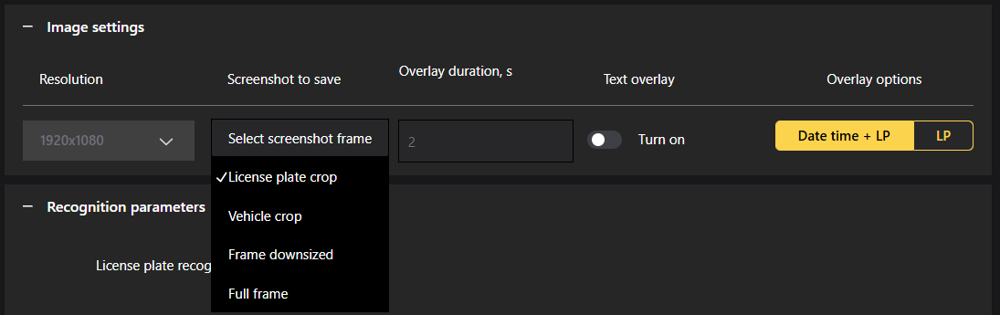 Image settings
Resolution
Screenshot to save
Overlay duration, s
Text overlay
Overlay options
1920x1080
Select screenshot frame
2
Turn on
Date time + LP
LP
License plate crop
Vehicle crop
Frame downsized
Full frame
Recognition parameters
License plate recog